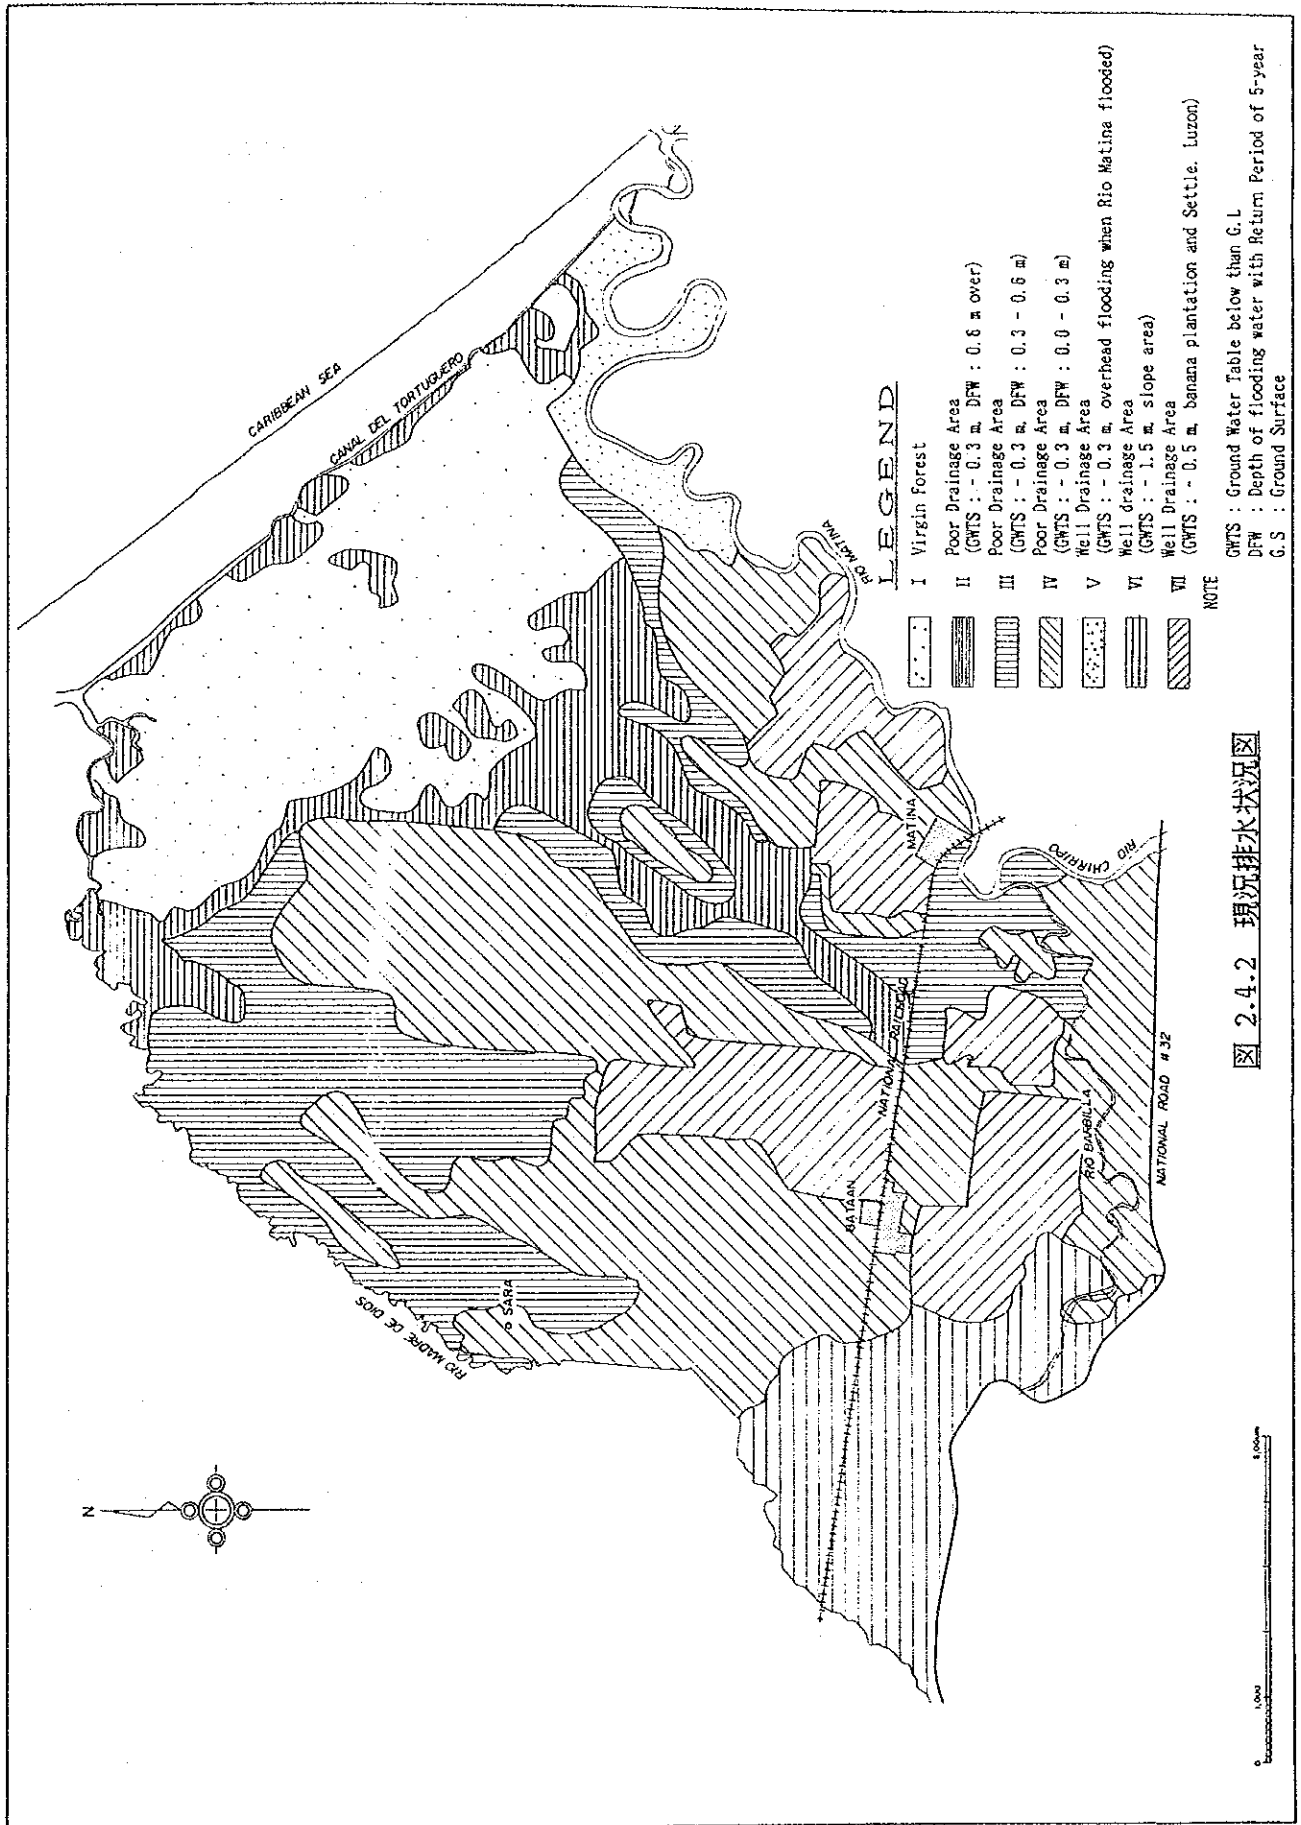 N
CARIBBEAN SEA
CANAL DEL TORTUGUERO
RIO MATINA
RIO MADRE DE DIOS
SARA
MATINA
BATAAN
NATIONAL RAILROAD
RIO CHIRRIPO
RIO BARBILLA
NATIONAL ROAD # 32
LEGEND
I Virgin Forest
II Poor Drainage Area
(GWTS : - 0.3 m, DFW : 0.6 m over)
III Poor Drainage Area
(GWTS : - 0.3 m, DFW : 0.3 - 0.6 m)
IV Poor Drainage Area
(GWTS : - 0.3 m, DFW : 0.0 - 0.3 m)
V Well Drainage Area
(GWTS : - 0.3 m, overhead flooding when Rio Matina flooded)
VI Well drainage Area
(GWTS : - 1.5 m, slope area)
VII Well Drainage Area
(GWTS : - 0.5 m, banana plantation and Settle. Luzon)
NOTE
GWTS : Ground Water Table below than G.L
DFW : Depth of flooding water with Return Period of 5-year
G.S : Ground Surface
0 1,000
図 2.4.2 現況排水状況図